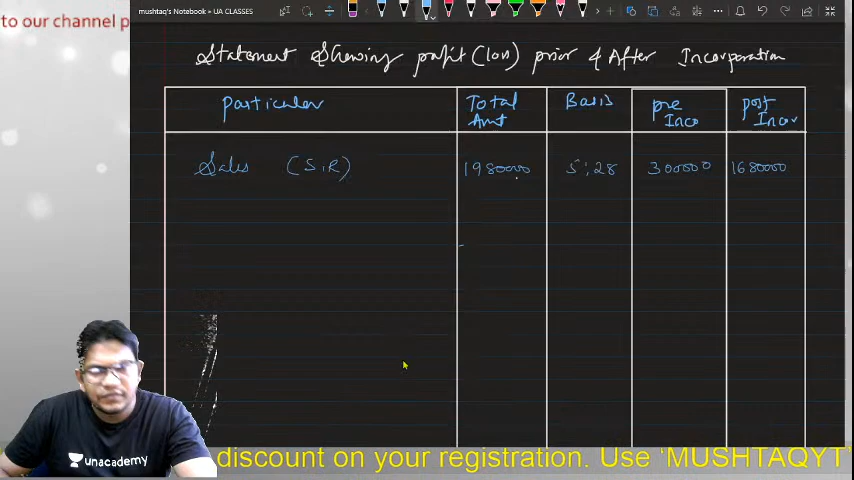 to our channel p
mushtaq's Notebook » UA CLASSES
Statement Showing profit (loss) prior & After Incorporation
Particular Total Amt Basis pre Inco post Incor
Sales (S.R) 1980000 5:28 300000 1680000
unacademy
discount on your registration. Use ‘MUSHTAQYT